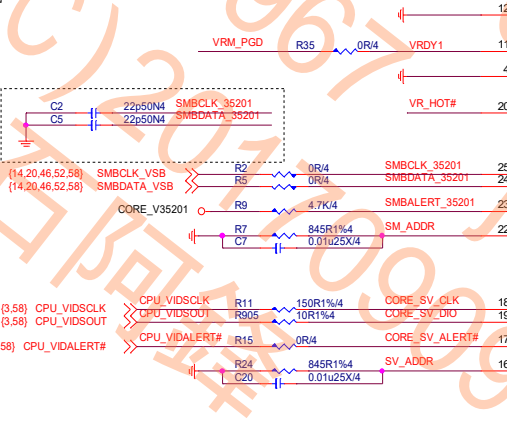 12
VRM_PGD R35 0R/4 VRDY1 11
4
C2 22p50N4 SMBCLK_35201
C5 22p50N4 SMBDATA_35201
VR_HOT# 20
{14,20,46,52,58} SMBCLK_VSB R2 0R/4 SMBCLK_35201 25
{14,20,46,52,58} SMBDATA_VSB R5 0R/4 SMBDATA_35201 24
CORE_V35201 R9 4.7K/4 SMBALERT_35201 23
R7 845R1%/4 SM_ADDR 22
C7 0.01u25X/4
{3,58} CPU_VIDSCLK CPU_VIDSCLK R11 150R1%/4 CORE_SV_CLK 18
{3,58} CPU_VIDSOUT CPU_VIDSOUT R905 10R1%/4 CORE_SV_DIO 19
58} CPU_VIDALERT# CPU_VIDALERT# R15 0R/4 CORE_SV_ALERT# 17
R24 845R1%/4 SV_ADDR 16
C20 0.01u25X/4